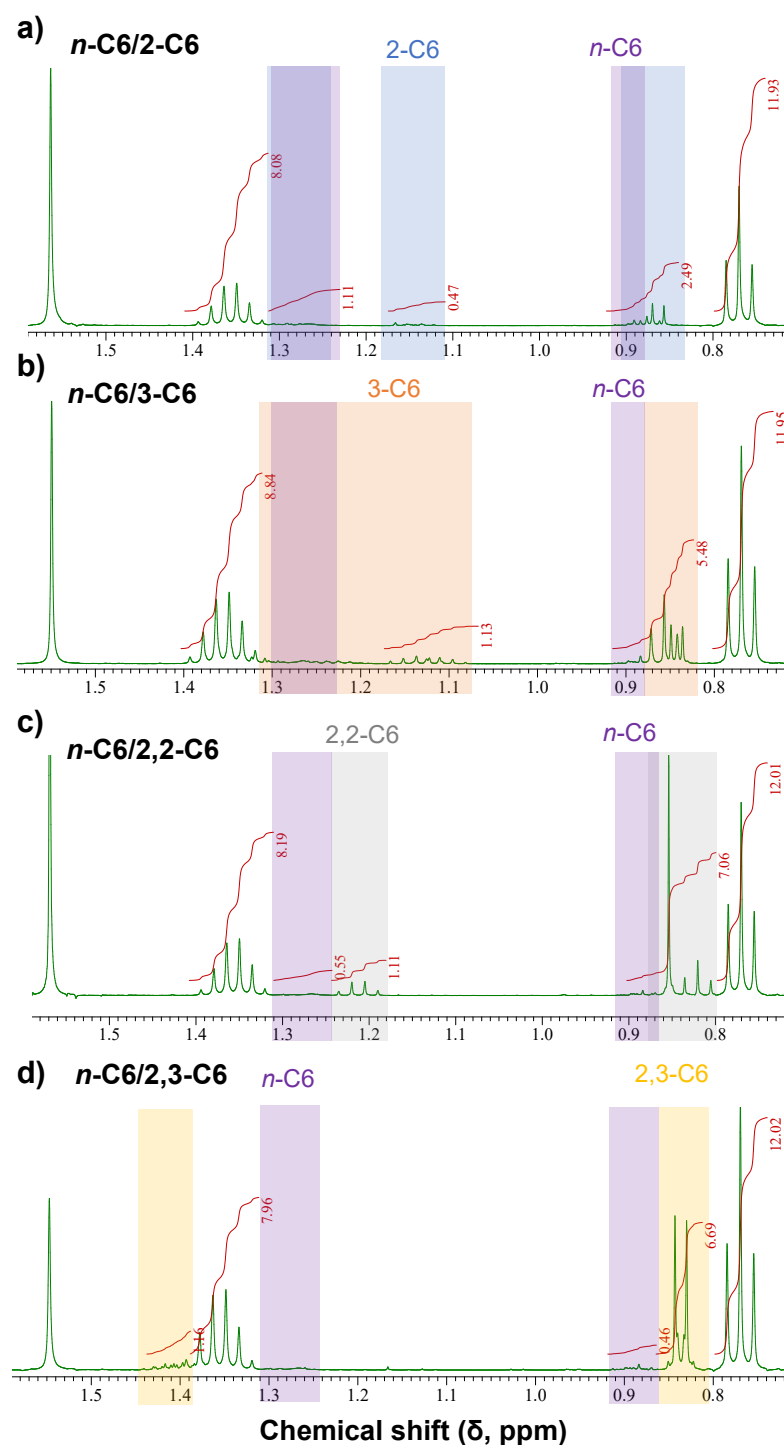 a)
n-C6/2-C6
2-C6
n-C6
8.08
1.11
0.47
2.49
11.93
1.5 1.4 1.3 1.2 1.1 1.0 0.9 0.8
b)
n-C6/3-C6
3-C6
n-C6
8.84
1.13
5.48
11.95
1.5 1.4 1.3 1.2 1.1 1.0 0.9 0.8
c)
n-C6/2,2-C6
2,2-C6
n-C6
8.19
0.55
1.11
7.06
12.01
1.5 1.4 1.3 1.2 1.1 1.0 0.9 0.8
d)
n-C6/2,3-C6
n-C6
2,3-C6
1.16
7.96
0.46
6.69
12.02
1.5 1.4 1.3 1.2 1.1 1.0 0.9 0.8
Chemical shift (δ, ppm)